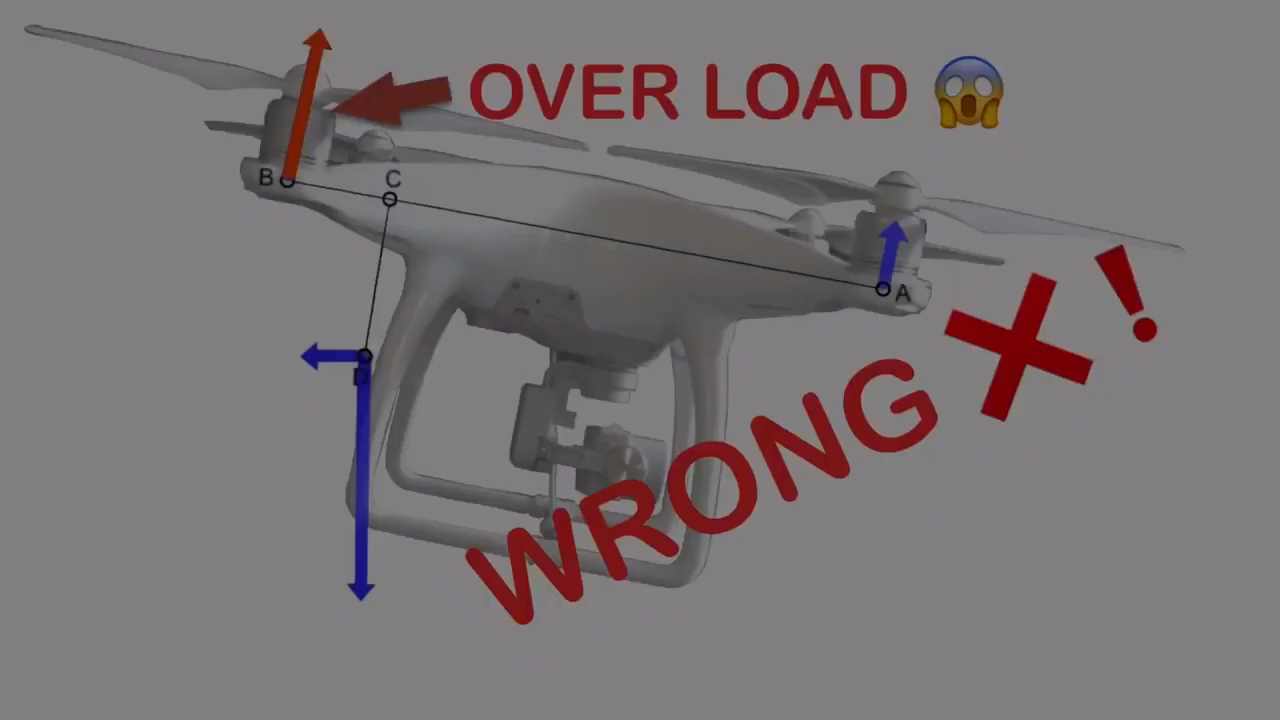 OVER LOAD 😱
B
C
A
D
WRONG ❌ !